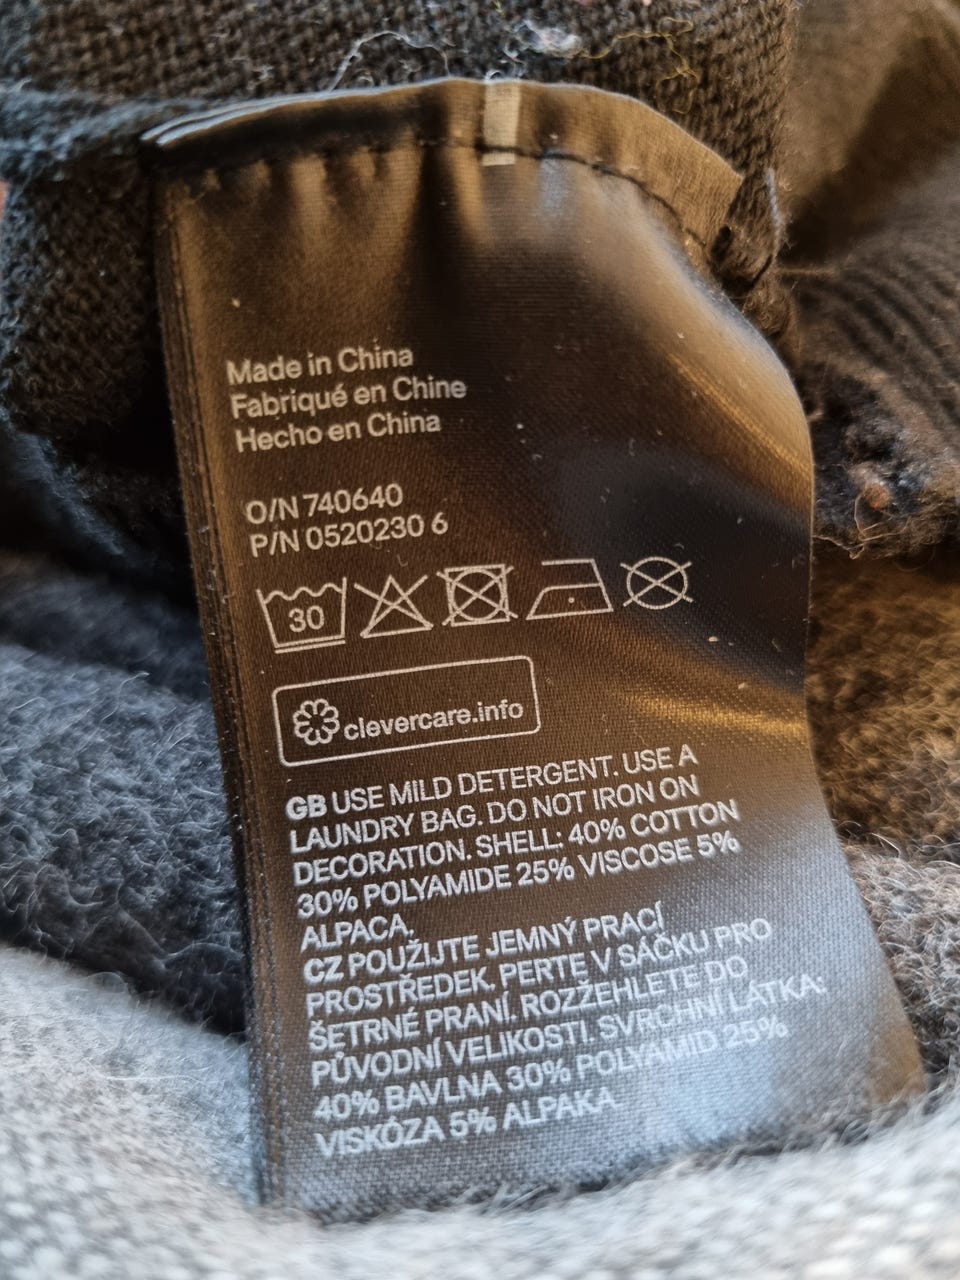 Made in China
Fabriqué en Chine
Hecho en China
O/N 740640
P/N 0520230 6
30
clevercare.info
GB USE MILD DETERGENT. USE A
LAUNDRY BAG. DO NOT IRON ON
DECORATION. SHELL: 40% COTTON
30% POLYAMIDE 25% VISCOSE 5%
ALPACA.
CZ POUŽIJTE JEMNÝ PRACÍ
PROSTŘEDEK. PERTE V SÁČKU PRO
ŠETRNÉ PRANÍ. ROZŽEHLETE DO
PŮVODNÍ VELIKOSTI. SVRCHNÍ LÁTKA:
40% BAVLNA 30% POLYAMID 25%
VISKÓZA 5% ALPAKA.